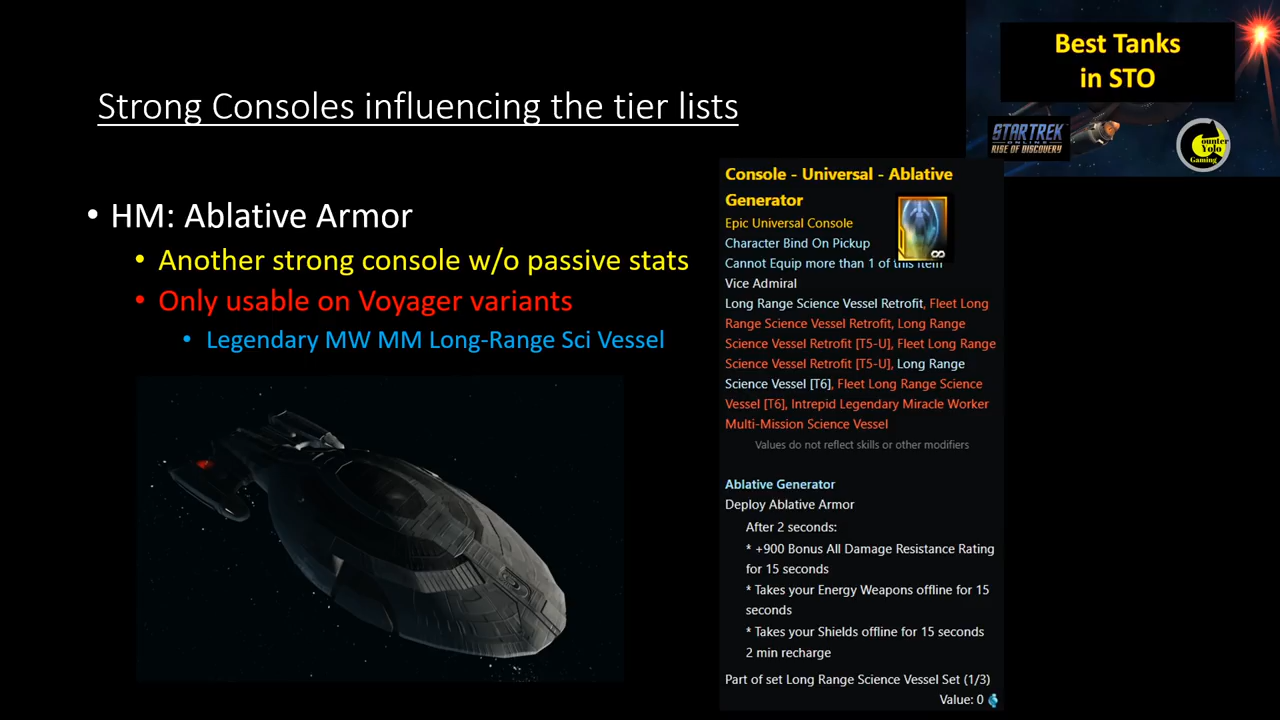 Best Tanks
in STO
STAR TREK
ONLINE
RISE OF DISCOVERY
ounter
Yolo
Gaming
Strong Consoles influencing the tier lists
• HM: Ablative Armor
• Another strong console w/o passive stats
• Only usable on Voyager variants
• Legendary MW MM Long-Range Sci Vessel
Console - Universal - Ablative
Generator
Epic Universal Console
Character Bind On Pickup
Cannot Equip more than 1 of this item
Vice Admiral
Long Range Science Vessel Retrofit, Fleet Long
Range Science Vessel Retrofit, Long Range
Science Vessel Retrofit [T5-U], Fleet Long Range
Science Vessel Retrofit [T5-U], Long Range
Science Vessel [T6], Fleet Long Range Science
Vessel [T6], Intrepid Legendary Miracle Worker
Multi-Mission Science Vessel
Values do not reflect skills or other modifiers
Ablative Generator
Deploy Ablative Armor
After 2 seconds:
* +900 Bonus All Damage Resistance Rating
for 15 seconds
* Takes your Energy Weapons offline for 15
seconds
* Takes your Shields offline for 15 seconds
2 min recharge
Part of set Long Range Science Vessel Set (1/3)
Value: 0